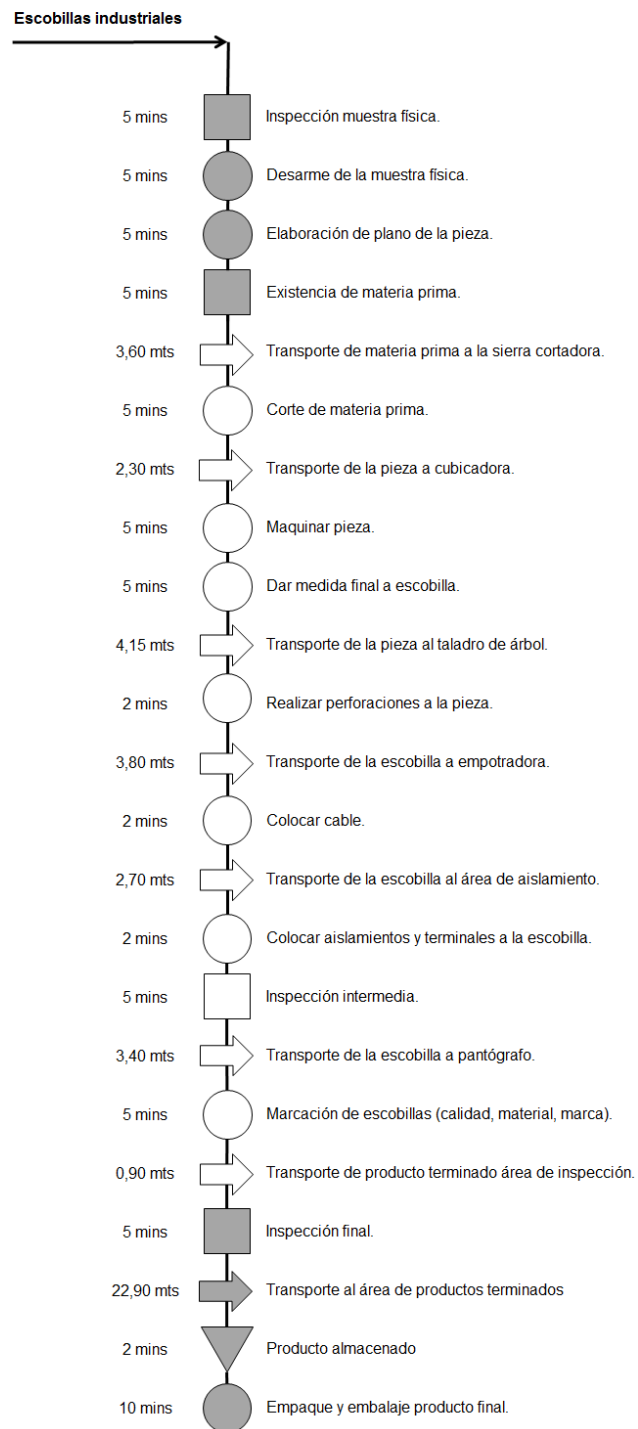 Escobillas industriales
5 mins Inspección muestra física.
5 mins Desarme de la muestra física.
5 mins Elaboración de plano de la pieza.
5 mins Existencia de materia prima.
3,60 mts Transporte de materia prima a la sierra cortadora.
5 mins Corte de materia prima.
2,30 mts Transporte de la pieza a cubicadora.
5 mins Maquinar pieza.
5 mins Dar medida final a escobilla.
4,15 mts Transporte de la pieza al taladro de árbol.
2 mins Realizar perforaciones a la pieza.
3,80 mts Transporte de la escobilla a empotradora.
2 mins Colocar cable.
2,70 mts Transporte de la escobilla al área de aislamiento.
2 mins Colocar aislamientos y terminales a la escobilla.
5 mins Inspección intermedia.
3,40 mts Transporte de la escobilla a pantógrafo.
5 mins Marcación de escobillas (calidad, material, marca).
0,90 mts Transporte de producto terminado área de inspección.
5 mins Inspección final.
22,90 mts Transporte al área de productos terminados
2 mins Producto almacenado
10 mins Empaque y embalaje producto final.